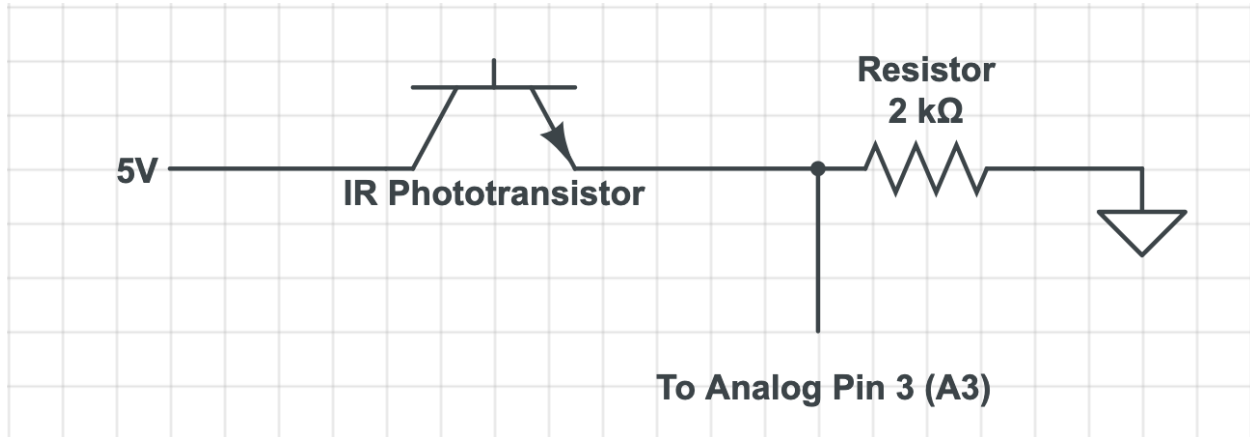 Resistor
2 kΩ
5V
IR Phototransistor
To Analog Pin 3 (A3)